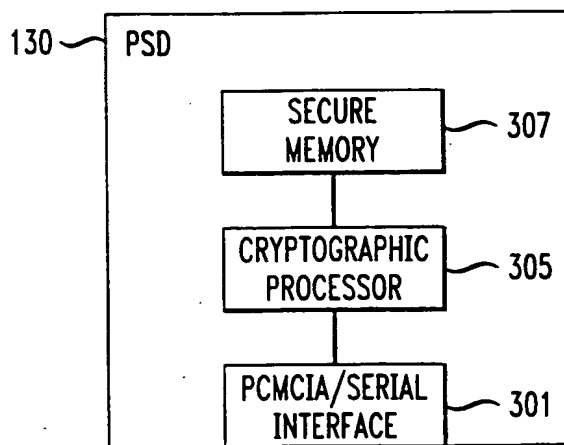 130 PSD
SECURE
MEMORY
307
CRYPTOGRAPHIC
PROCESSOR
305
PCMCIA/SERIAL
INTERFACE
301